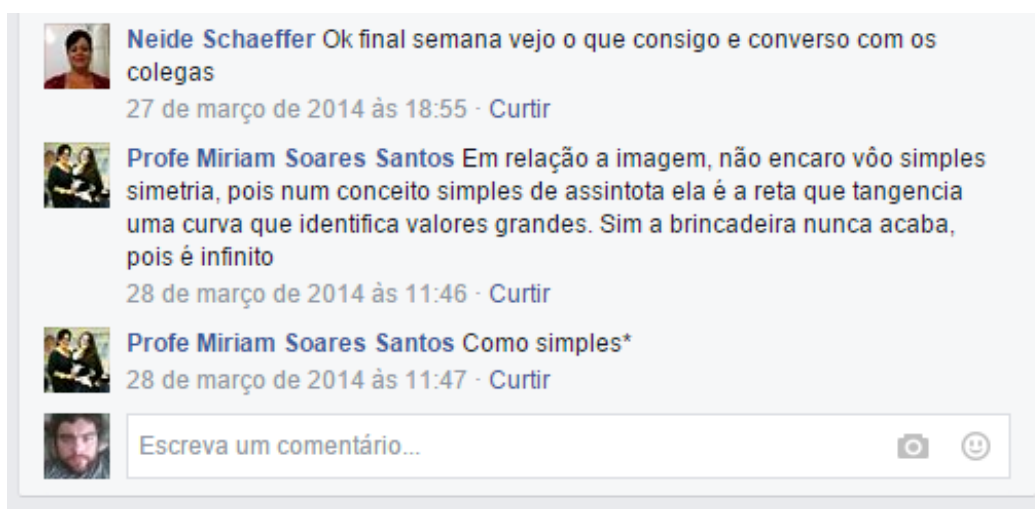 Neide Schaeffer Ok final semana vejo o que consigo e converso com os
colegas
27 de março de 2014 às 18:55 · Curtir
Profe Miriam Soares Santos Em relação a imagem, não encaro vôo simples
simetria, pois num conceito simples de assintota ela é a reta que tangencia
uma curva que identifica valores grandes. Sim a brincadeira nunca acaba,
pois é infinito
28 de março de 2014 às 11:46 · Curtir
Profe Miriam Soares Santos Como simples*
28 de março de 2014 às 11:47 · Curtir
Escreva um comentário...